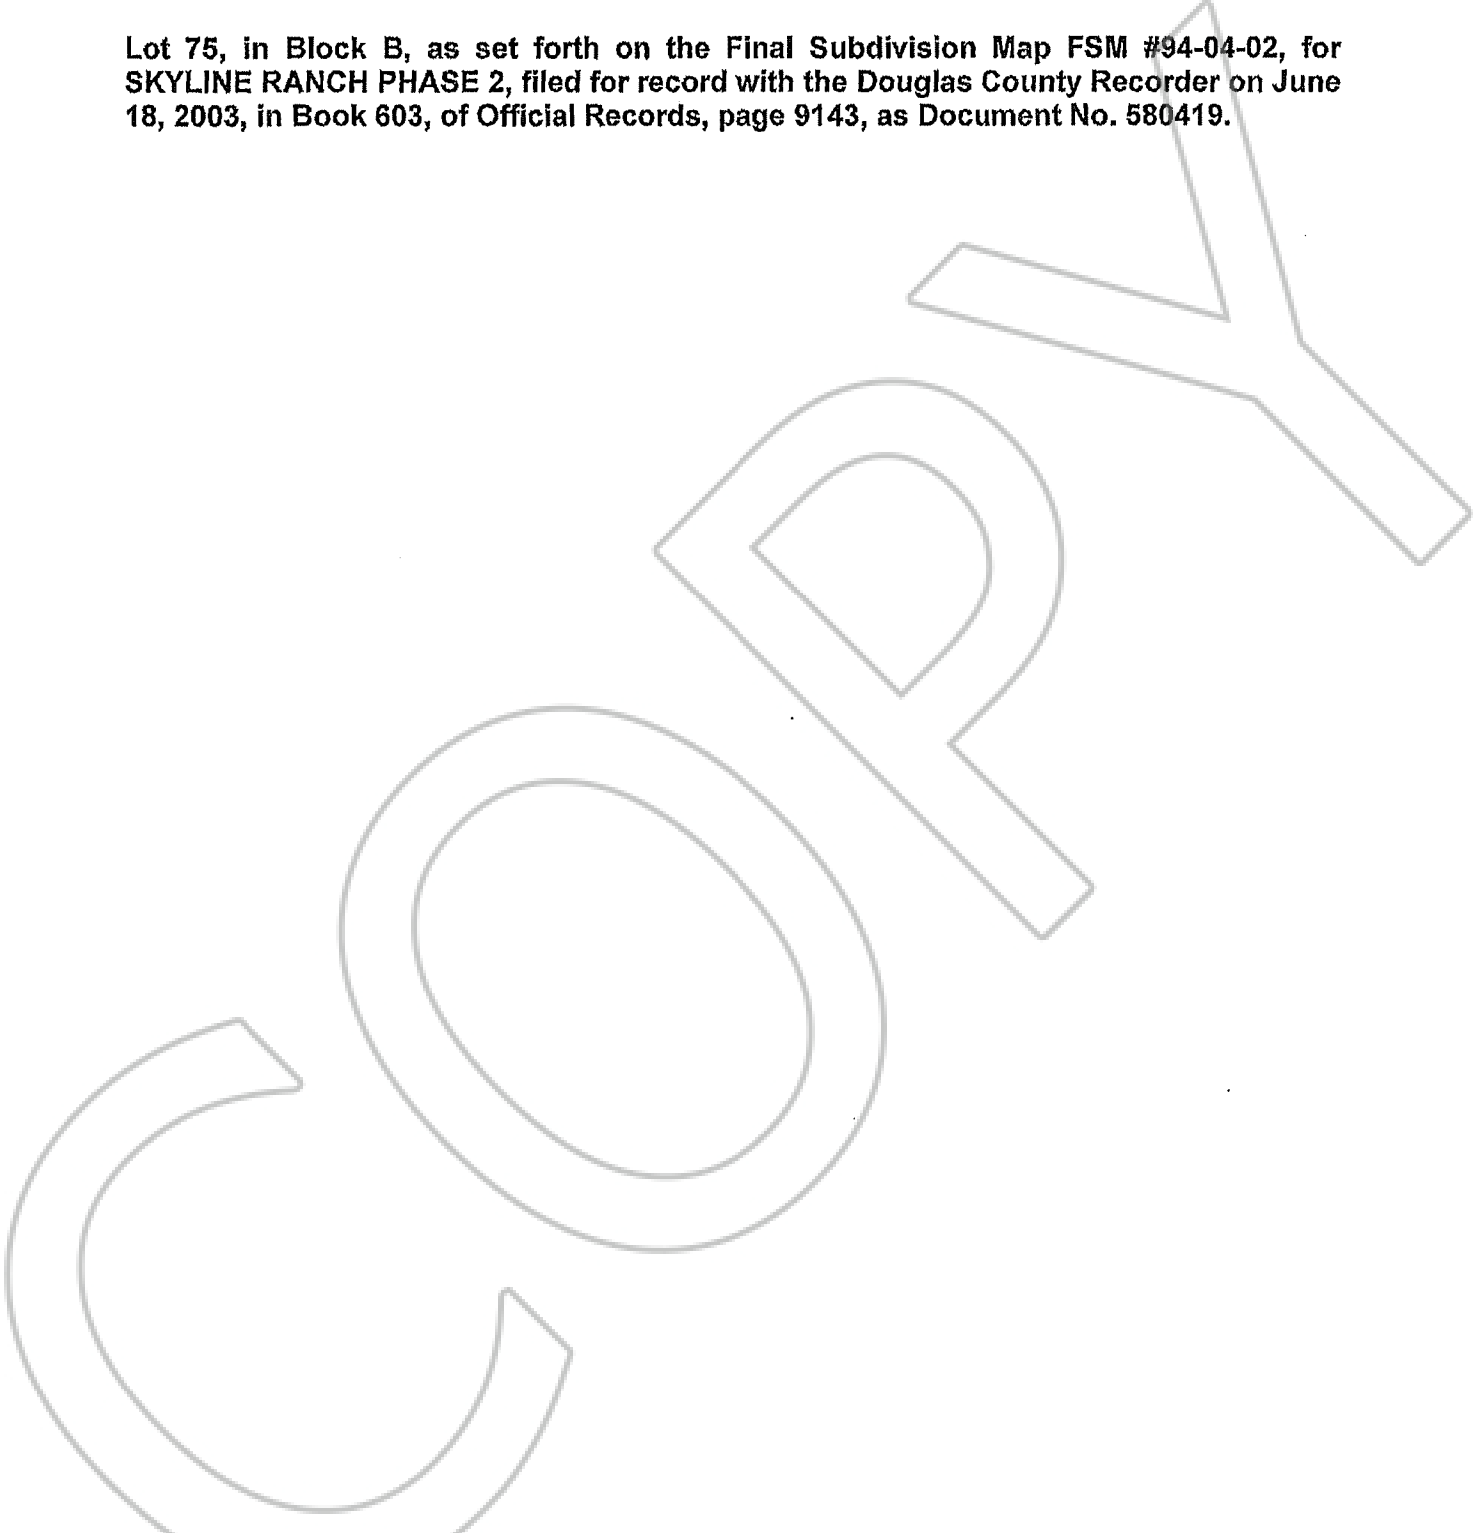 Lot 75, in Block B, as set forth on the Final Subdivision Map FSM #94-04-02, for
SKYLINE RANCH PHASE 2, filed for record with the Douglas County Recorder on June
18, 2003, in Book 603, of Official Records, page 9143, as Document No. 580419.
COPY